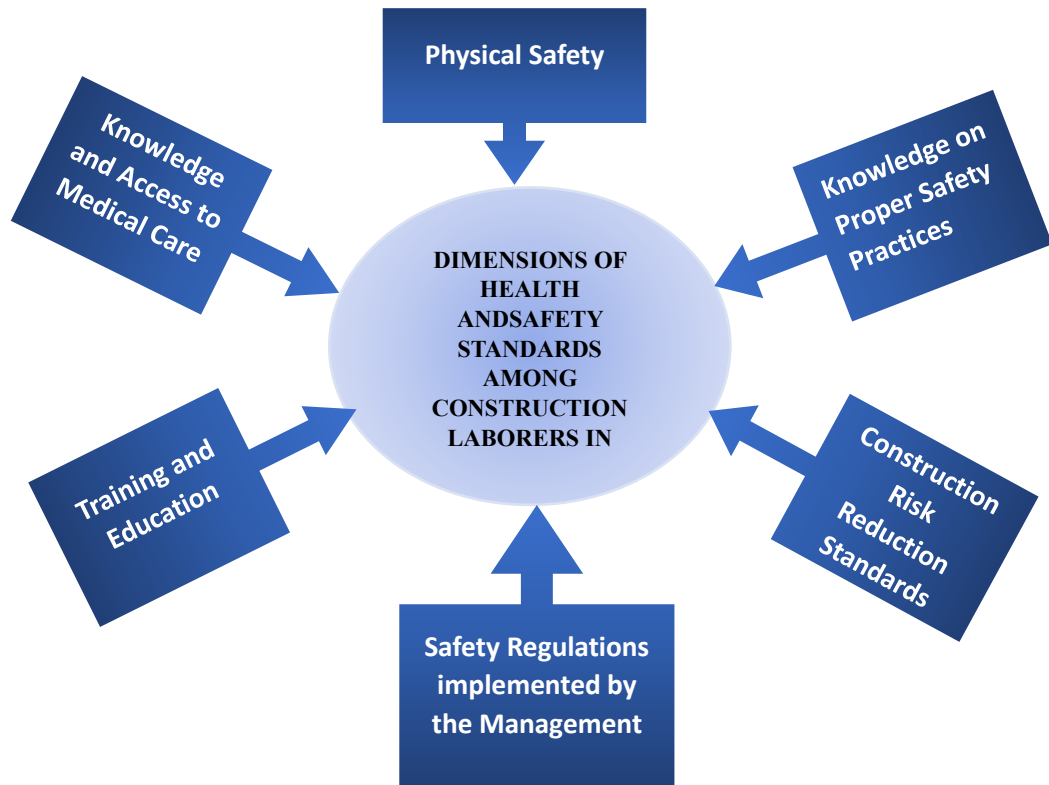 Physical Safety
Knowledge
and Access to
Medical Care
Knowledge on
Proper Safety
Practices
DIMENSIONS OF
HEALTH
ANDSAFETY
STANDARDS
AMONG
CONSTRUCTION
LABORERS IN
Training and
Education
Construction
Risk
Reduction
Standards
Safety Regulations
implemented by
the Management